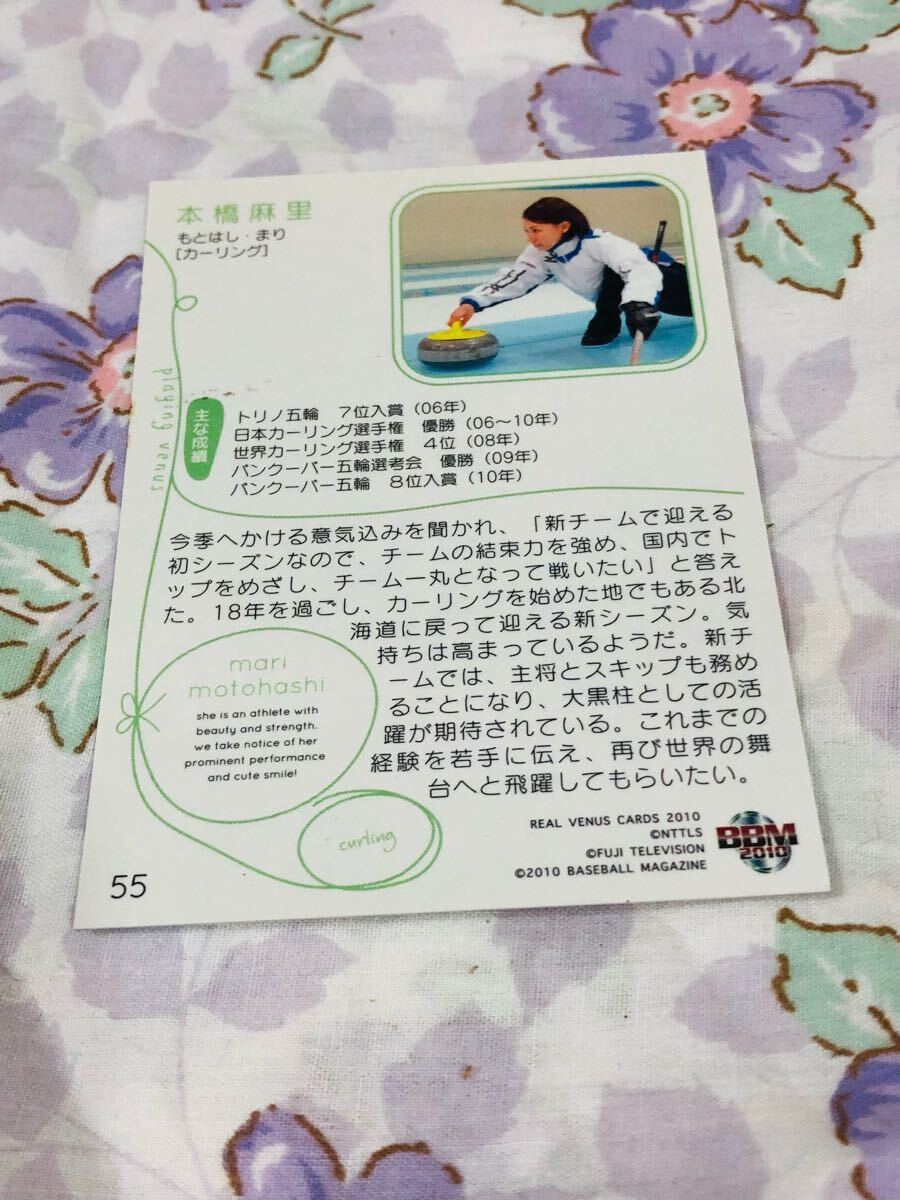 本橋麻里
もとはし・まり
[カーリング]
playing venus
主な成績
トリノ五輪 7位入賞(06年)
日本カーリング選手権 優勝(06〜10年)
世界カーリング選手権 4位(08年)
バンクーバー五輪選考会 優勝(09年)
バンクーバー五輪 8位入賞(10年)
今季へかける意気込みを聞かれ、「新チームで迎える
初シーズンなので、チームの結束力を強め、国内でト
ップをめざし、チーム一丸となって戦いたい」と答え
た。18年を過ごし、カーリングを始めた地でもある北
海道に戻って迎える新シーズン。気
持ちは高まっているようだ。新チ
ームでは、主将とスキップも務め
ることになり、大黒柱としての活
躍が期待されている。これまでの
経験を若手に伝え、再び世界の舞
台へと飛躍してもらいたい。
mari
motohashi
she is an athlete with
beauty and strength.
we take notice of her
prominent performance
and cute smile!
curling
REAL VENUS CARDS 2010
©NTTLS
©FUJI TELEVISION
©2010 BASEBALL MAGAZINE
BBM
2010
55